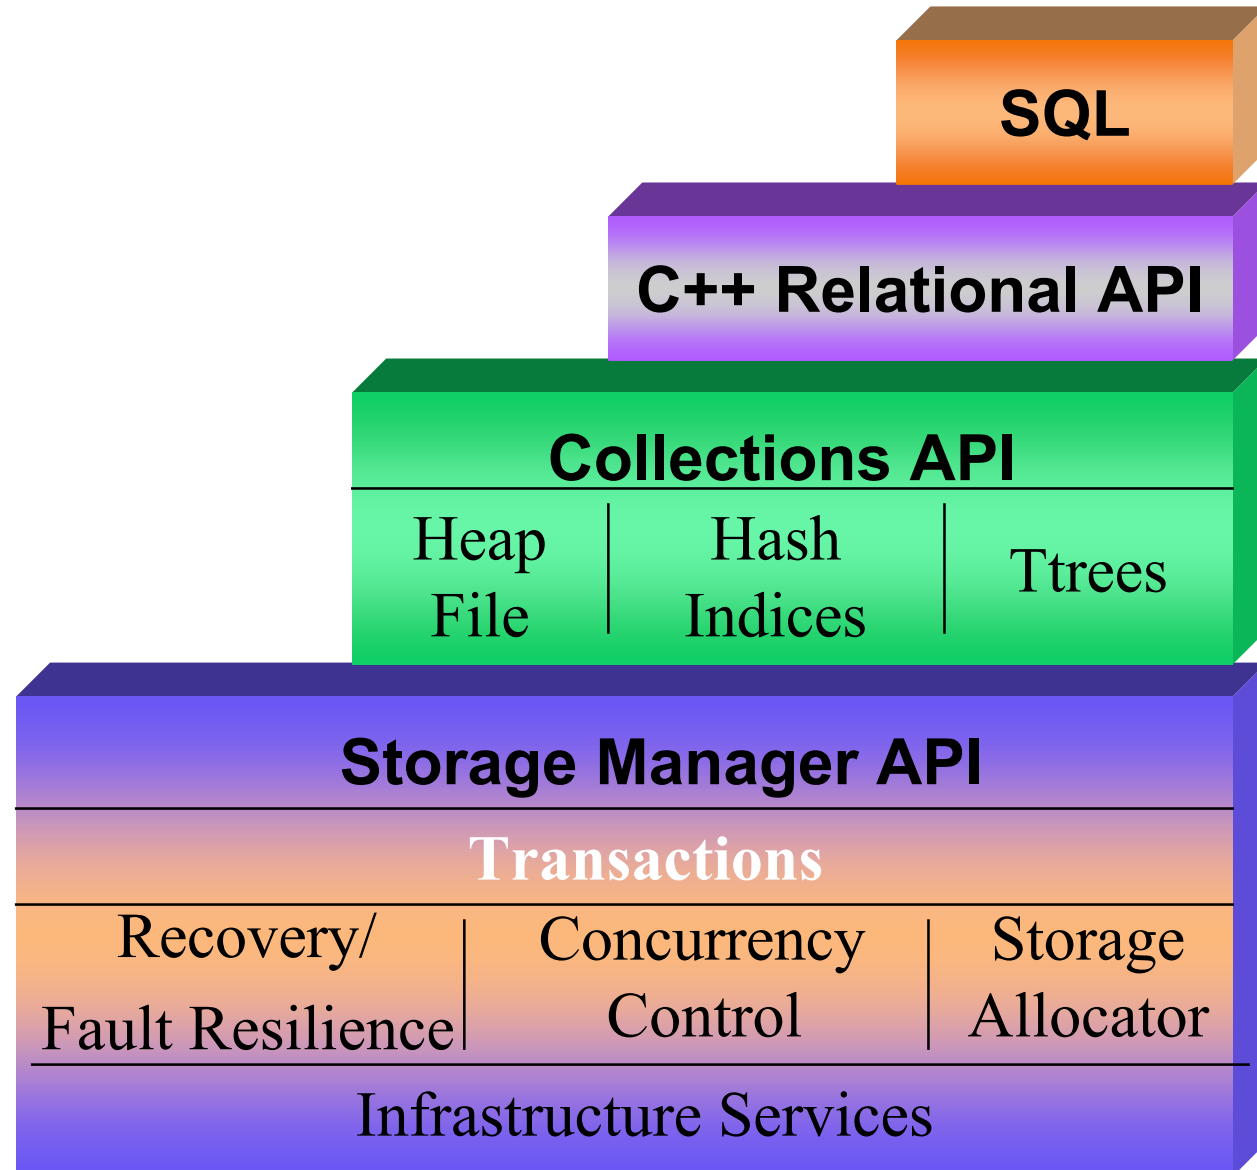 SQL
C++ Relational API
Collections API
Heap
File
Hash
Indices
Ttrees
Storage Manager API
Transactions
Recovery/
Fault Resilience
Concurrency
Control
Storage
Allocator
Infrastructure Services